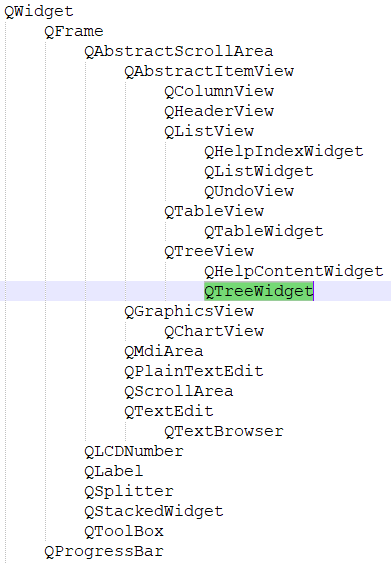 QWidget
QFrame
QAbstractScrollArea
QAbstractItemView
QColumnView
QHeaderView
QListView
QHelpIndexWidget
QListWidget
QUndoView
QTableView
QTableWidget
QTreeView
QHelpContentWidget
QTreeWidget
QGraphicsView
QChartView
QMdiArea
QPlainTextEdit
QScrollArea
QTextEdit
QTextBrowser
QLCDNumber
QLabel
QSplitter
QStackedWidget
QToolBox
QProgressBar